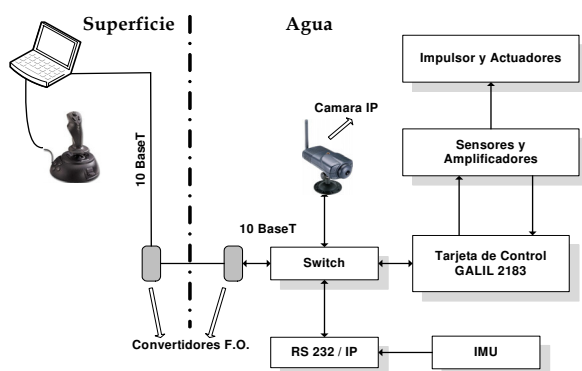 Superficie
Agua
Impulsor y Actuadores
Camara IP
Sensores y
Amplificadores
10 BaseT
10 BaseT
Switch
Tarjeta de Control
GALIL 2183
Convertidores F.O.
RS 232 / IP
IMU